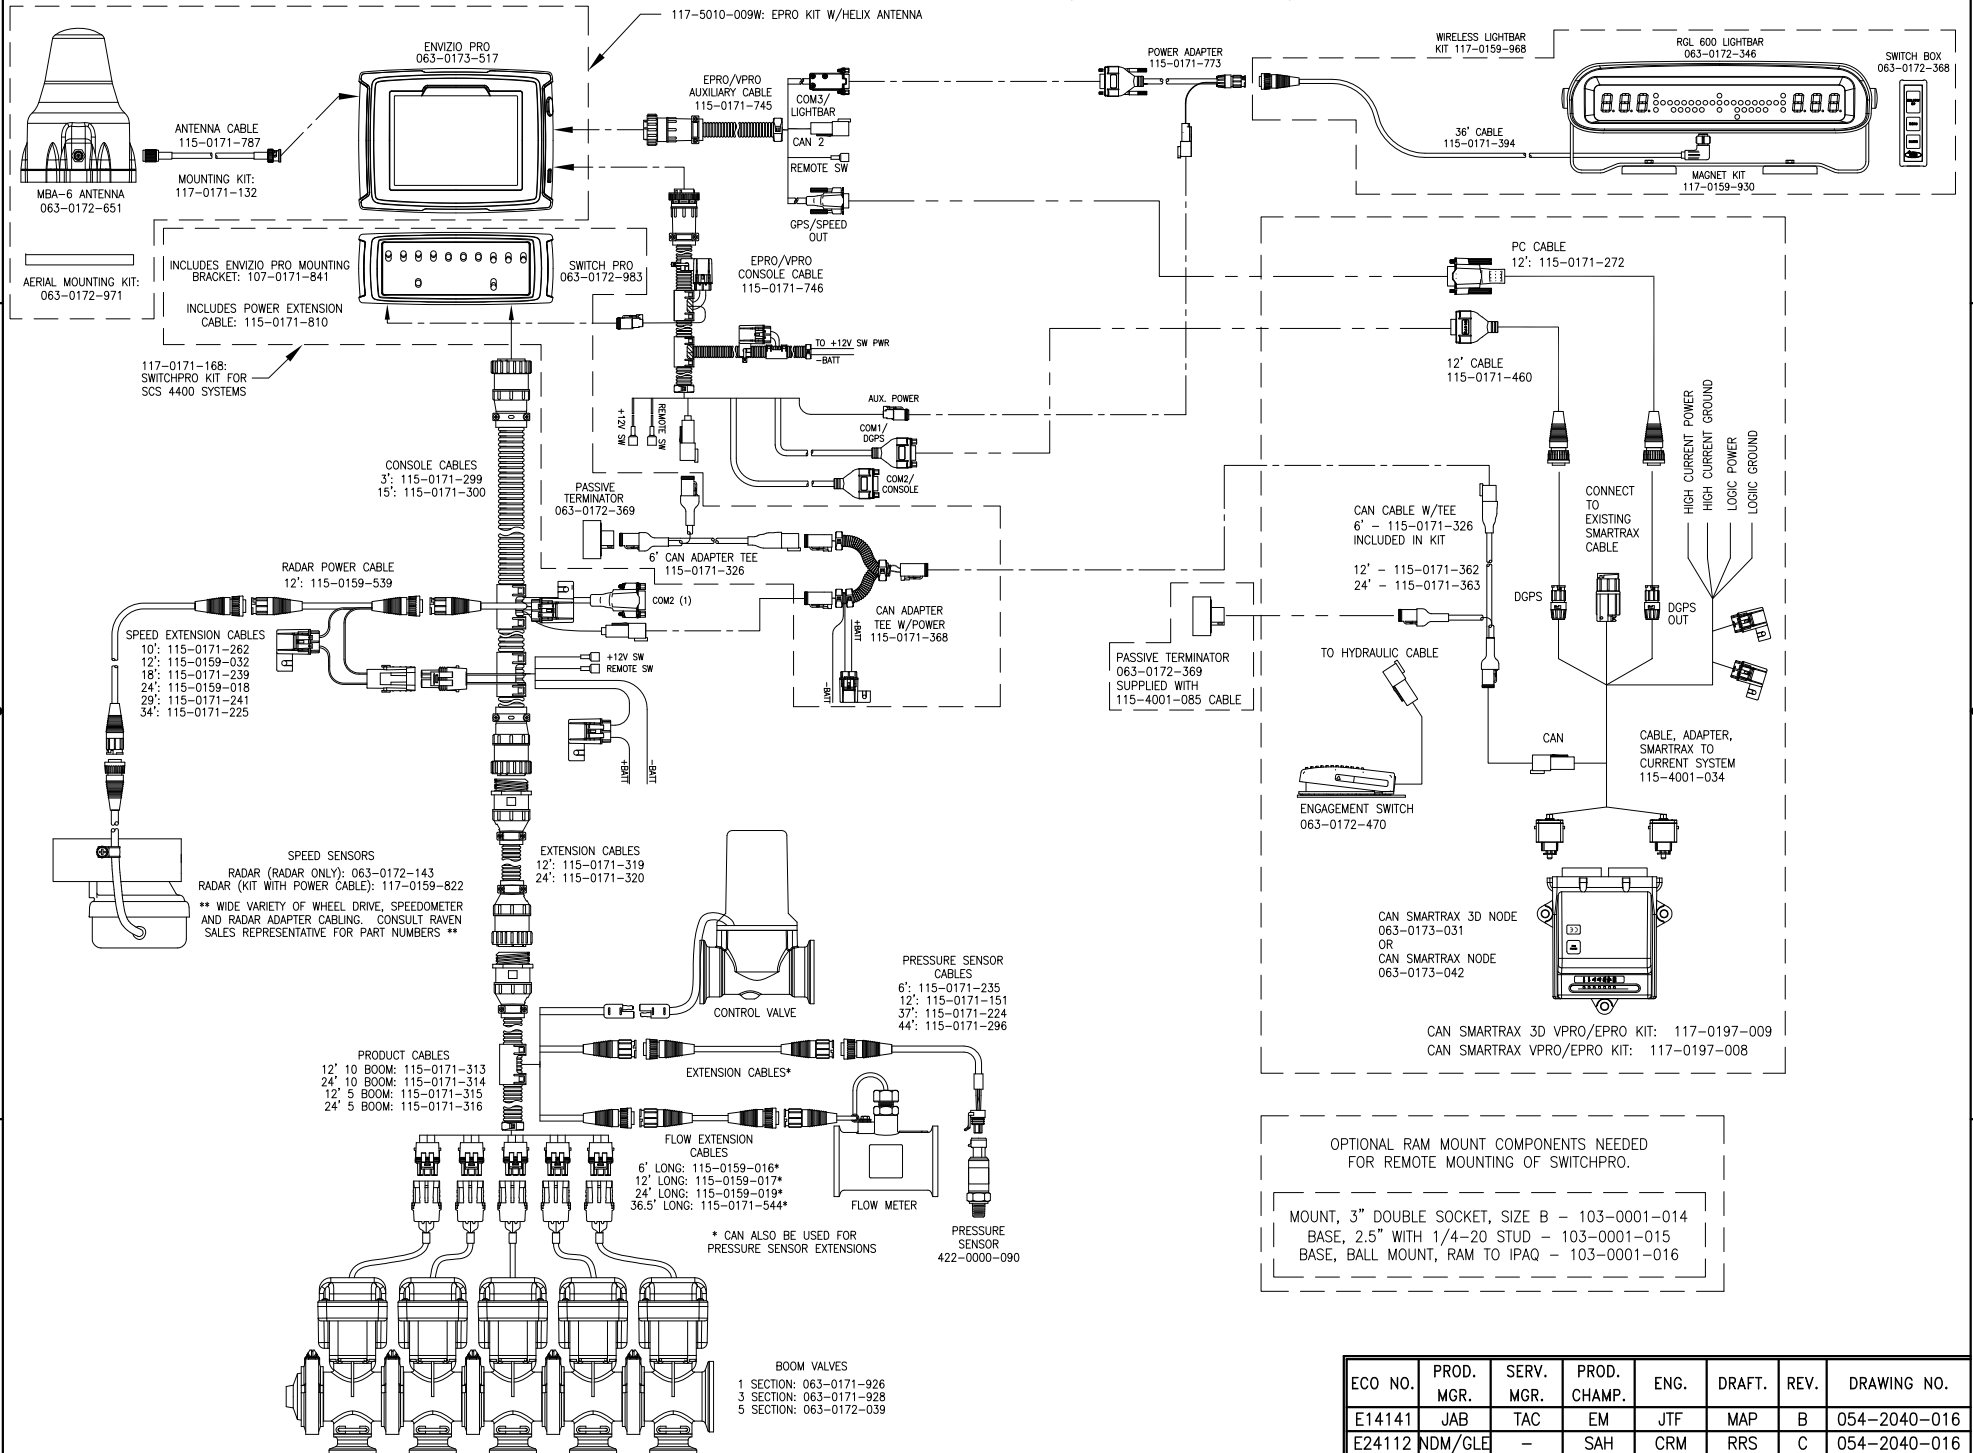 117-5010-009W: EPRO KIT W/HELIX ANTENNA
ENVIZIO PRO
063-0173-517
ANTENNA CABLE
115-0171-787
MOUNTING KIT:
117-0171-132
MBA-6 ANTENNA
063-0172-651
AERIAL MOUNTING KIT:
063-0172-971
EPRO/VPRO
AUXILIARY CABLE
115-0171-745
COM3/
LIGHTBAR
CAN 2
REMOTE SW
GPS/SPEED
OUT
POWER ADAPTER
115-0171-773
WIRELESS LIGHTBAR
KIT 117-0159-968
RGL 600 LIGHTBAR
063-0172-346
SWITCH BOX
063-0172-368
36' CABLE
115-0171-394
MAGNET KIT
117-0159-930
INCLUDES ENVIZIO PRO MOUNTING
BRACKET: 107-0171-841
INCLUDES POWER EXTENSION
CABLE: 115-0171-810
SWITCH PRO
063-0172-983
117-0171-168:
SWITCHPRO KIT FOR
SCS 4400 SYSTEMS
EPRO/VPRO
CONSOLE CABLE
115-0171-746
TO +12V SW PWR
-BATT
+12V SW
REMOTE SW
AUX. POWER
COM1/
DGPS
COM2/
CONSOLE
PC CABLE
12': 115-0171-272
12' CABLE
115-0171-460
HIGH CURRENT POWER
HIGH CURRENT GROUND
LOGIC POWER
LOGIIC GROUND
CONNECT
TO
EXISTING
SMARTRAX
CABLE
DGPS
DGPS
OUT
CAN CABLE W/TEE
6' - 115-0171-326
INCLUDED IN KIT
12' - 115-0171-362
24' - 115-0171-363
CONSOLE CABLES
3': 115-0171-299
15': 115-0171-300
PASSIVE
TERMINATOR
063-0172-369
6' CAN ADAPTER TEE
115-0171-326
CAN ADAPTER
TEE W/POWER
115-0171-368
+BATT
-BATT
RADAR POWER CABLE
12': 115-0159-539
COM2 (1)
+12V SW
REMOTE SW
+BATT
-BATT
SPEED EXTENSION CABLES
10': 115-0171-262
12': 115-0159-032
18': 115-0171-239
24': 115-0159-018
29': 115-0171-241
34': 115-0171-225
PASSIVE TERMINATOR
063-0172-369
SUPPLIED WITH
115-4001-085 CABLE
TO HYDRAULIC CABLE
ENGAGEMENT SWITCH
063-0172-470
CAN
CABLE, ADAPTER,
SMARTRAX TO
CURRENT SYSTEM
115-4001-034
SPEED SENSORS
RADAR (RADAR ONLY): 063-0172-143
RADAR (KIT WITH POWER CABLE): 117-0159-822
** WIDE VARIETY OF WHEEL DRIVE, SPEEDOMETER
AND RADAR ADAPTER CABLING. CONSULT RAVEN
SALES REPRESENTATIVE FOR PART NUMBERS **
EXTENSION CABLES
12': 115-0171-319
24': 115-0171-320
CONTROL VALVE
PRESSURE SENSOR
CABLES
6': 115-0171-235
12': 115-0171-151
37': 115-0171-224
44': 115-0171-296
CAN SMARTRAX 3D NODE
063-0173-031
OR
CAN SMARTRAX NODE
063-0173-042
CAN SMARTRAX 3D VPRO/EPRO KIT: 117-0197-009
CAN SMARTRAX VPRO/EPRO KIT: 117-0197-008
PRODUCT CABLES
12' 10 BOOM: 115-0171-313
24' 10 BOOM: 115-0171-314
12' 5 BOOM: 115-0171-315
24' 5 BOOM: 115-0171-316
EXTENSION CABLES*
FLOW EXTENSION
CABLES
6' LONG: 115-0159-016*
12' LONG: 115-0159-017*
24' LONG: 115-0159-019*
36.5' LONG: 115-0171-544*
* CAN ALSO BE USED FOR
PRESSURE SENSOR EXTENSIONS
FLOW METER
PRESSURE
SENSOR
422-0000-090
OPTIONAL RAM MOUNT COMPONENTS NEEDED
FOR REMOTE MOUNTING OF SWITCHPRO.
MOUNT, 3" DOUBLE SOCKET, SIZE B - 103-0001-014
BASE, 2.5" WITH 1/4-20 STUD - 103-0001-015
BASE, BALL MOUNT, RAM TO IPAQ - 103-0001-016
BOOM VALVES
1 SECTION: 063-0171-926
3 SECTION: 063-0171-928
5 SECTION: 063-0172-039
ECO NO. PROD. MGR. SERV. MGR. PROD. CHAMP. ENG. DRAFT. REV. DRAWING NO.
E14141 JAB TAC EM JTF MAP B 054-2040-016
E24112 NDM/GLE - SAH CRM RRS C 054-2040-016